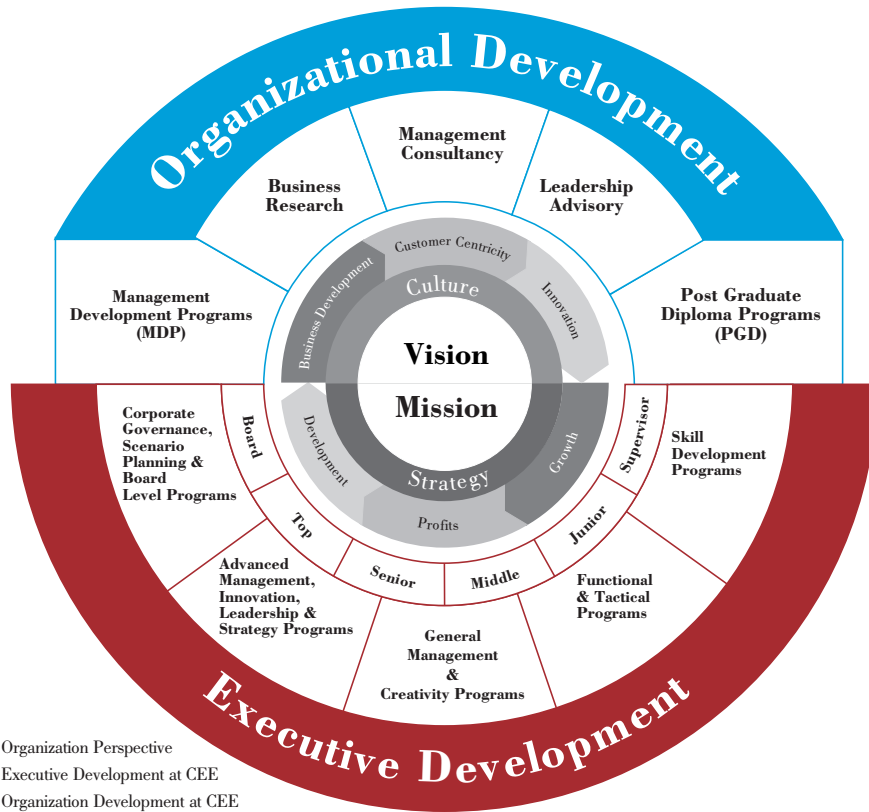 Organizational Development
Management
Consultancy
Business
Research
Leadership
Advisory
Management
Development Programs
(MDP)
Post Graduate
Diploma Programs
(PGD)
Customer Centricity
Business Development
Innovation
Culture
Vision
Mission
Strategy
Development
Profits
Growth
Board
Top
Senior
Middle
Junior
Supervisor
Corporate
Governance,
Scenario
Planning &
Board
Level Programs
Advanced
Management,
Innovation,
Leadership &
Strategy Programs
General
Management
&
Creativity Programs
Functional
& Tactical
Programs
Skill
Development
Programs
Executive Development
Organization Perspective
Executive Development at CEE
Organization Development at CEE